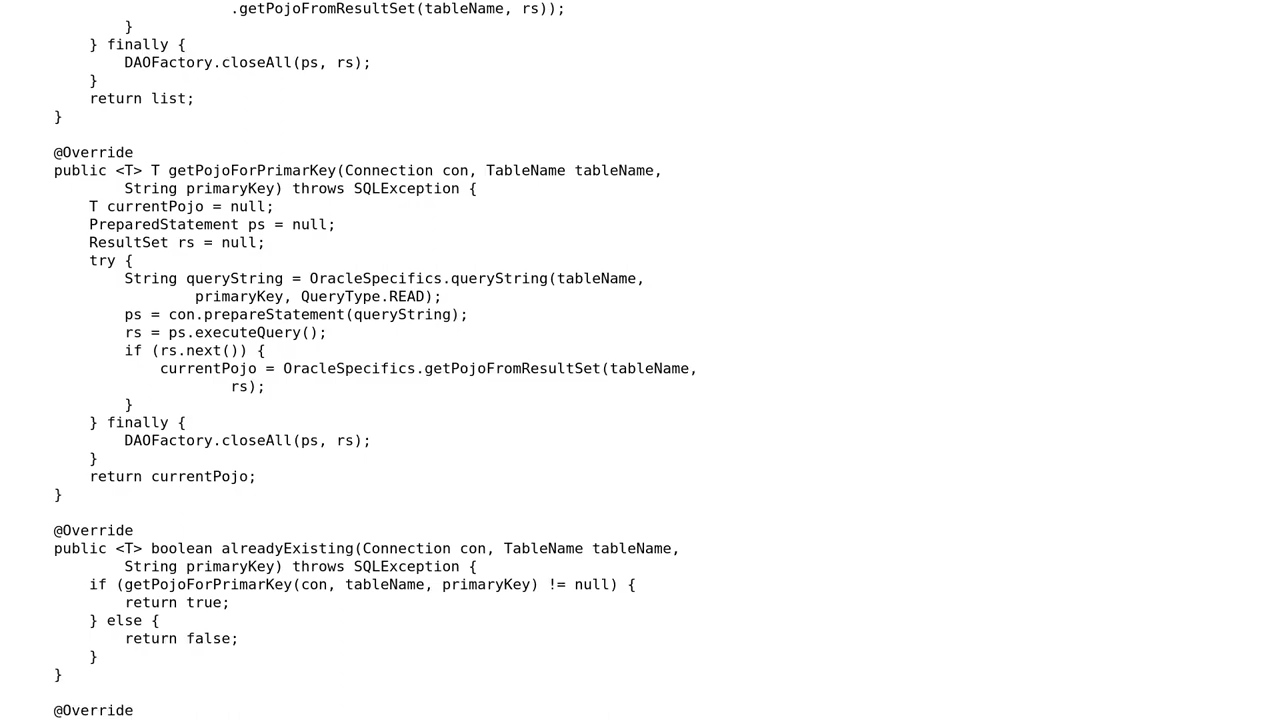 .getPojoFromResultSet(tableName, rs));
}
} finally {
DAOFactory.closeAll(ps, rs);
}
return list;
}
@Override
public <T> T getPojoForPrimarKey(Connection con, TableName tableName,
String primaryKey) throws SQLException {
T currentPojo = null;
PreparedStatement ps = null;
ResultSet rs = null;
try {
String queryString = OracleSpecifics.queryString(tableName,
primaryKey, QueryType.READ);
ps = con.prepareStatement(queryString);
rs = ps.executeQuery();
if (rs.next()) {
currentPojo = OracleSpecifics.getPojoFromResultSet(tableName,
rs);
}
} finally {
DAOFactory.closeAll(ps, rs);
}
return currentPojo;
}
@Override
public <T> boolean alreadyExisting(Connection con, TableName tableName,
String primaryKey) throws SQLException {
if (getPojoForPrimarKey(con, tableName, primaryKey) != null) {
return true;
} else {
return false;
}
}
@Override